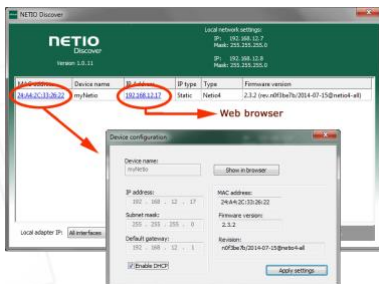 NETIO Discover
NETIO
Discover
Version 1.0.11
Local network settings:
IP: 192.168.12.7
Mask: 255.255.255.0
IP: 192.168.12.8
Mask: 255.255.255.0
MAC address Device name IP Address IP type Type Firmware version
24:A4:2C:33:26:22 myNetio 192.168.12.17 Static Netio4 2.3.2 (rev.n0f3be7b/2014-07-15@netio4-all)
Web browser
Device configuration
Device name:
myNetio
Show in browser
IP address:
192 . 168 . 12 . 17
MAC address:
24:A4:2C:33:26:22
Subnet mask:
255 . 255 . 255 . 0
Firmware version:
2.3.2
Default gateway:
192 . 168 . 12 . 1
Revision:
n0f3be7b/2014-07-15@netio4-all
Enable DHCP
Apply settings
Local adapter IP: All interfaces